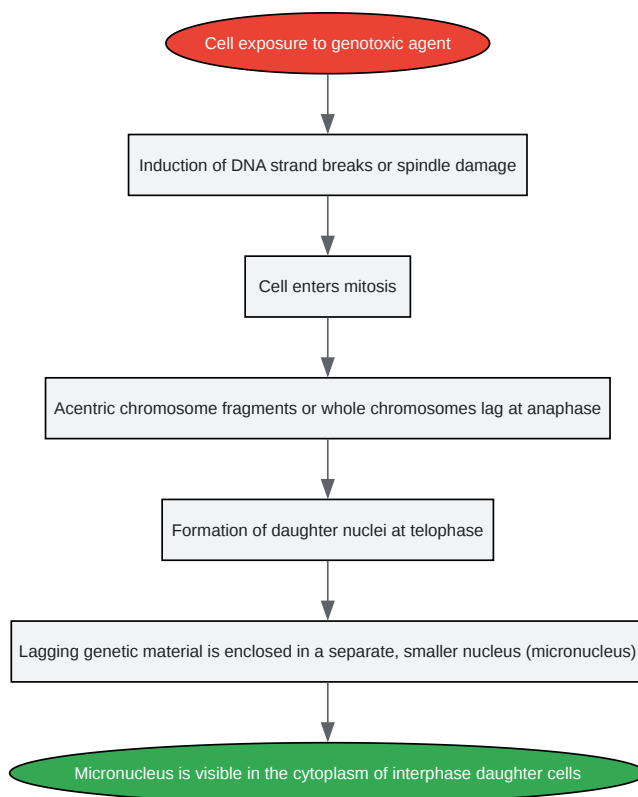 Cell exposure to genotoxic agent
Induction of DNA strand breaks or spindle damage
Cell enters mitosis
Acentric chromosome fragments or whole chromosomes lag at anaphase
Formation of daughter nuclei at telophase
Lagging genetic material is enclosed in a separate, smaller nucleus (micronucleus)
Micronucleus is visible in the cytoplasm of interphase daughter cells